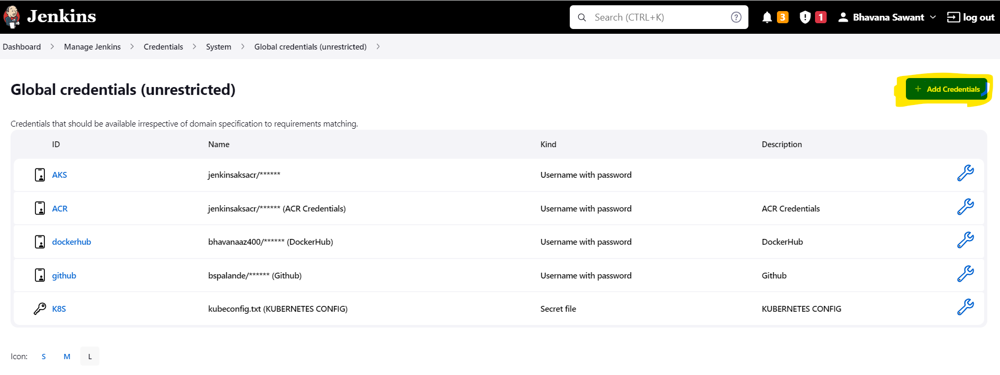 Jenkins
Search (CTRL+K)
3
1
Bhavana Sawant
log out
Dashboard > Manage Jenkins > Credentials > System > Global credentials (unrestricted) >
Global credentials (unrestricted)
+ Add Credentials
Credentials that should be available irrespective of domain specification to requirements matching.
ID Name Kind Description
AKS jenkinsaksacr/****** Username with password
ACR jenkinsaksacr/****** (ACR Credentials) Username with password ACR Credentials
dockerhub bhavanaaz400/****** (DockerHub) Username with password DockerHub
github bspalande/****** (Github) Username with password Github
K8S kubeconfig.txt (KUBERNETES CONFIG) Secret file KUBERNETES CONFIG
Icon: S M L